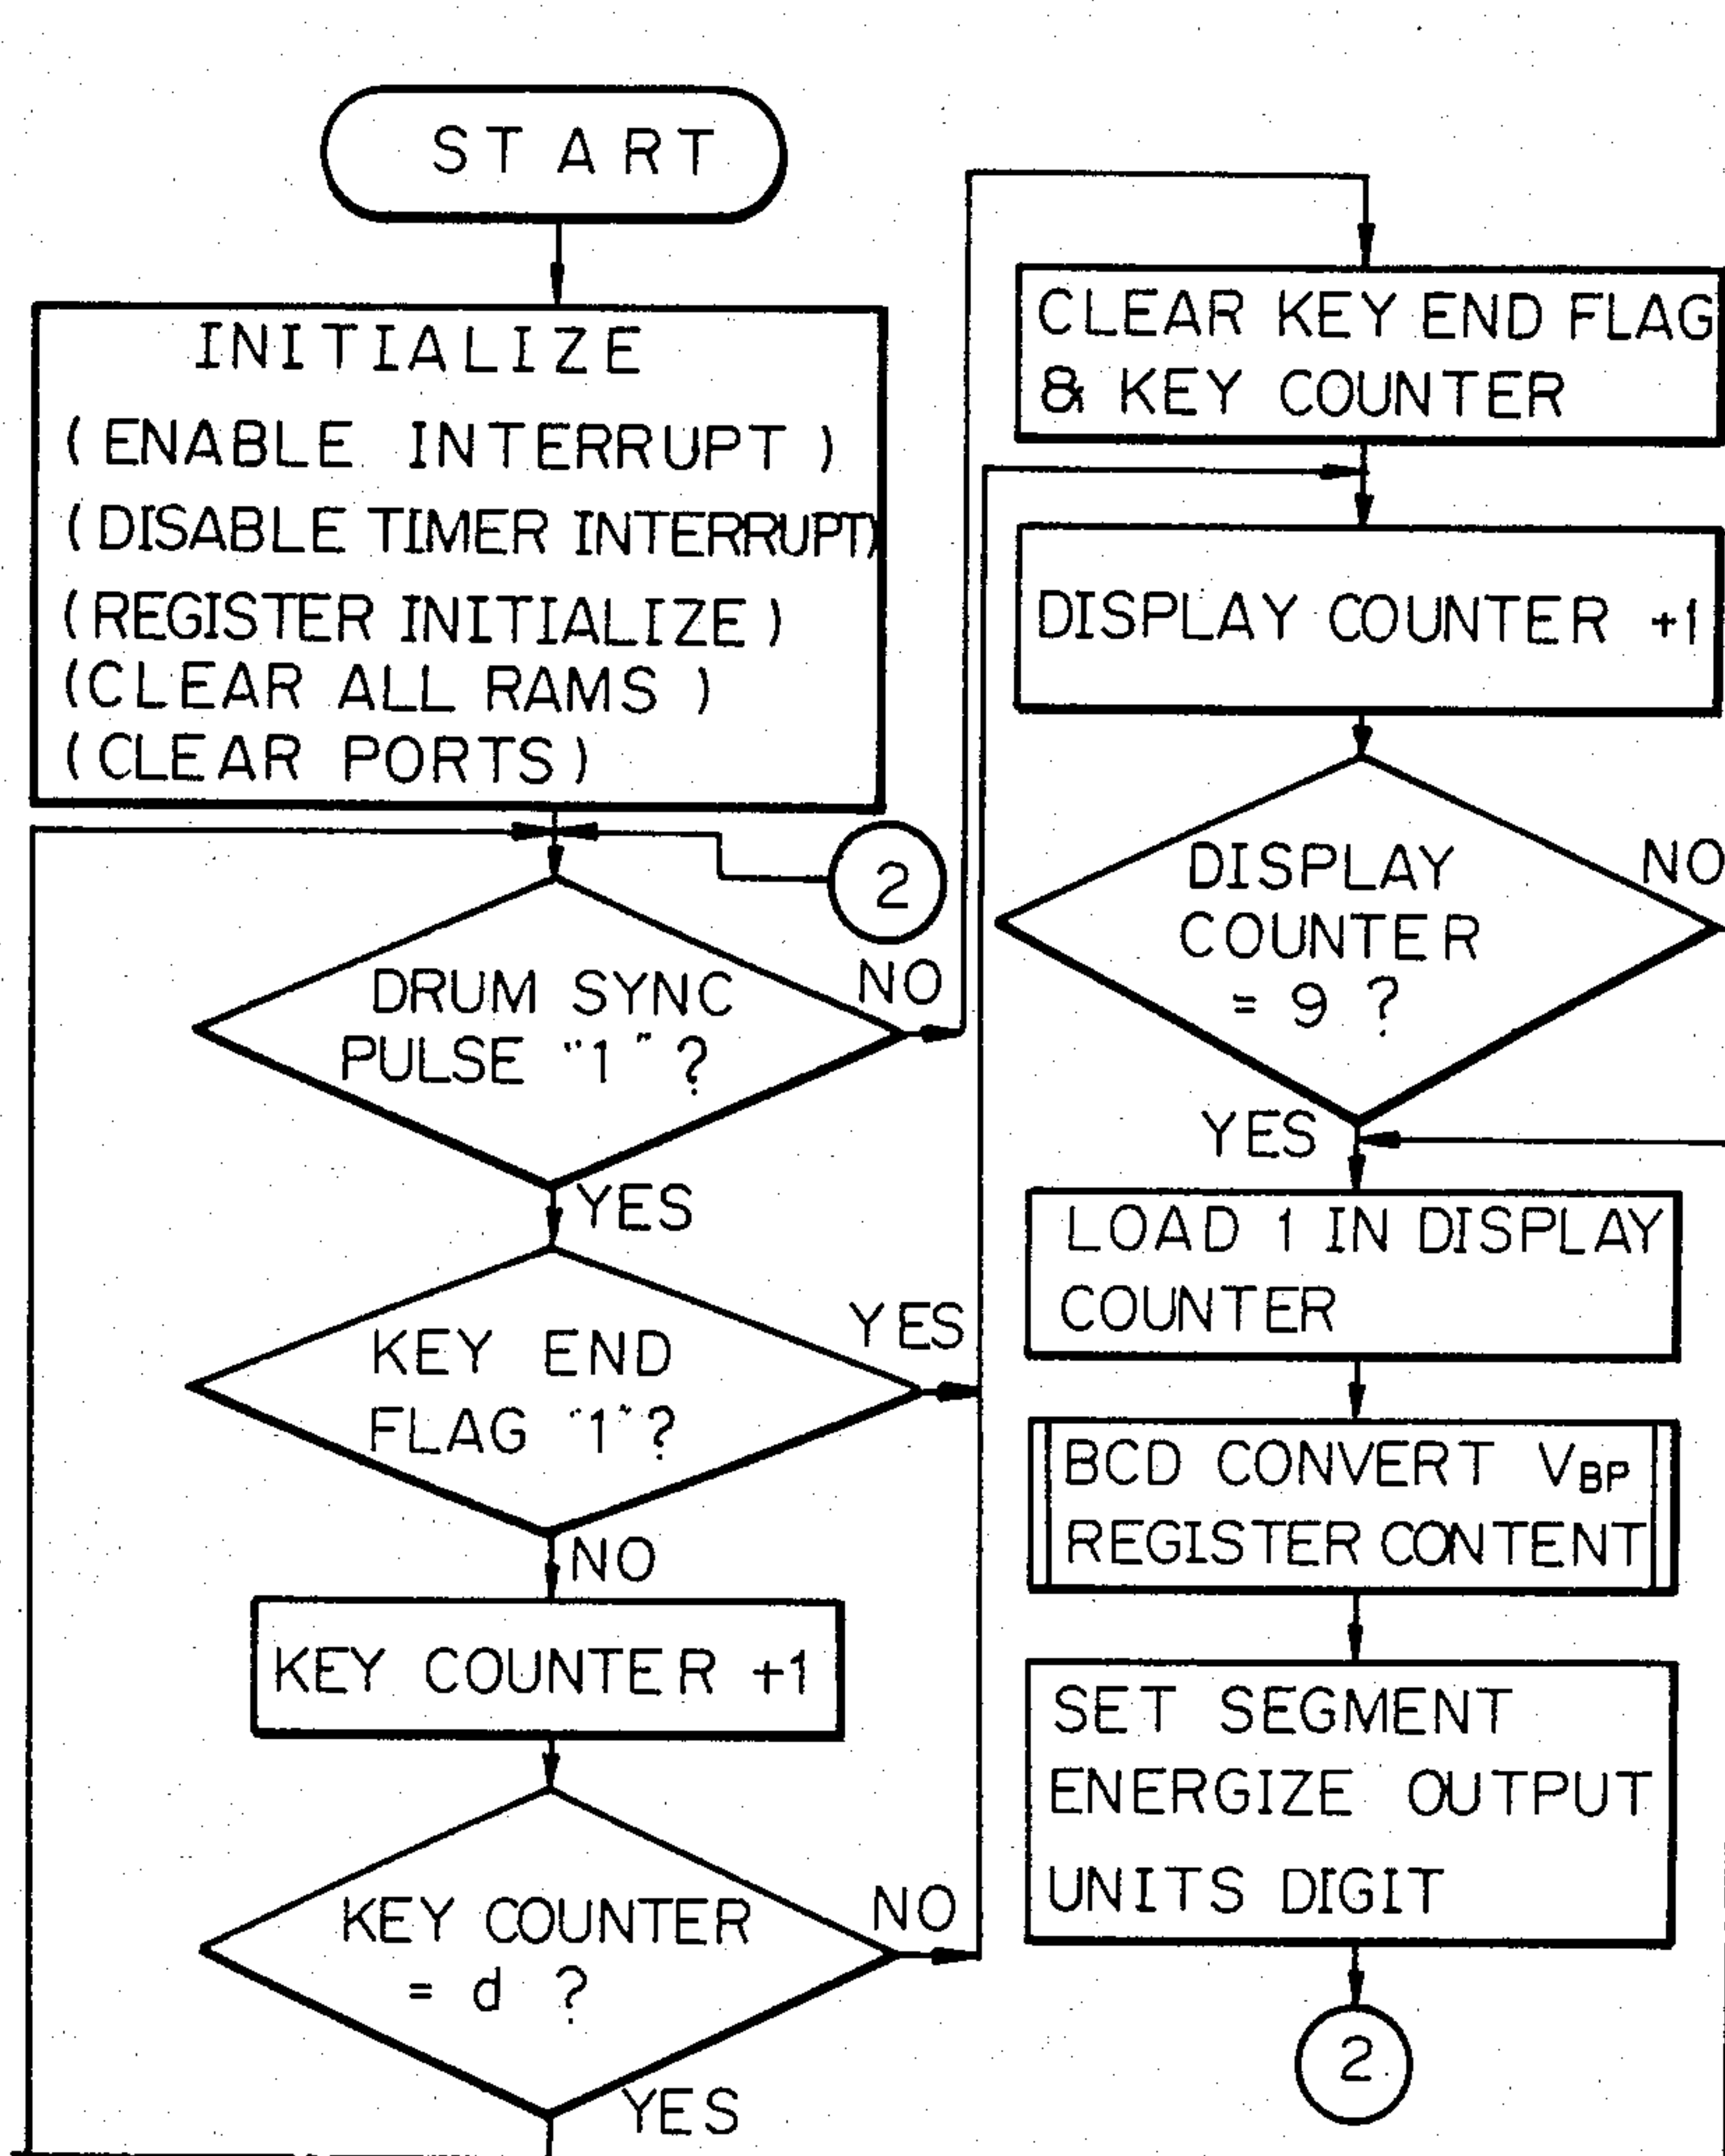 START
INITIALIZE
(ENABLE INTERRUPT)
(DISABLE TIMER INTERRUPT)
(REGISTER INITIALIZE)
(CLEAR ALL RAMS)
(CLEAR PORTS)
2
DRUM SYNC
PULSE "1" ?
NO
YES
KEY END
FLAG "1"?
YES
NO
KEY COUNTER +1
KEY COUNTER
= d ?
NO
YES
CLEAR KEY END FLAG
& KEY COUNTER
DISPLAY COUNTER +1
DISPLAY
COUNTER
= 9 ?
NO
YES
LOAD 1 IN DISPLAY
COUNTER
BCD CONVERT VBP
REGISTER CONTENT
SET SEGMENT
ENERGIZE OUTPUT
UNITS DIGIT
2